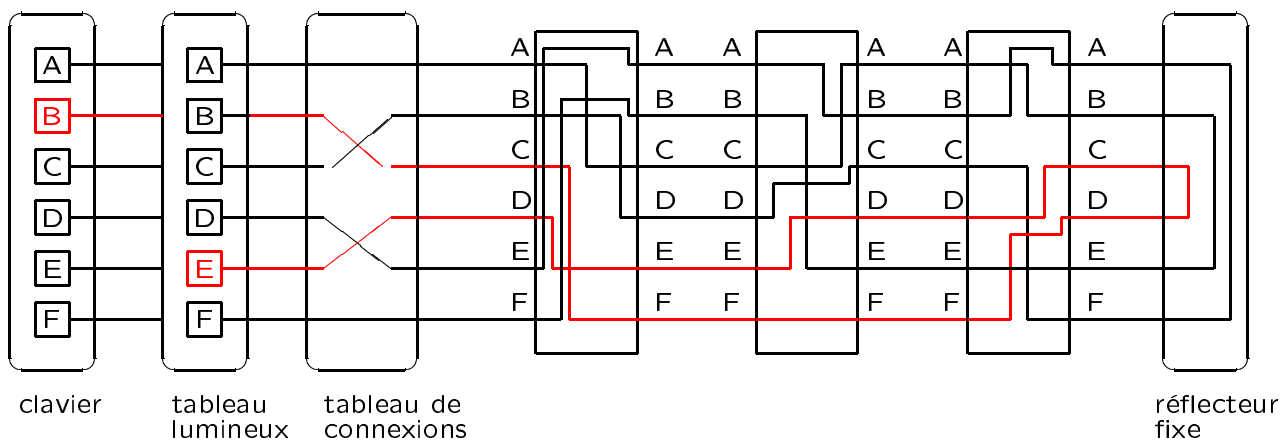 A A A A A A A A
B B B B B B B B
C C C C C C C C
D D D D D D D D
E E E E E E E E
F F F F F F F F
clavier tableau tableau de réflecteur
lumineux connexions fixe